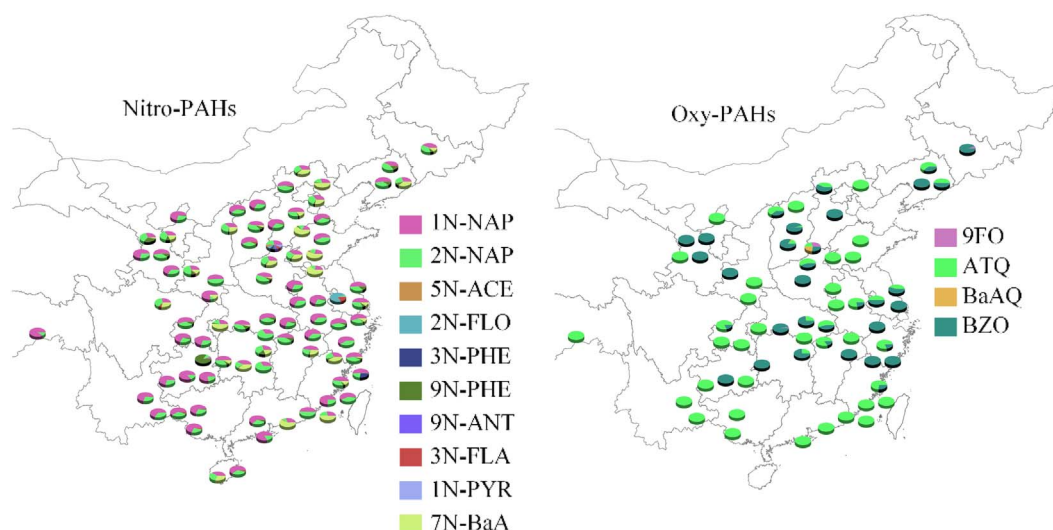 Nitro-PAHs
1N-NAP
2N-NAP
5N-ACE
2N-FLO
3N-PHE
9N-PHE
9N-ANT
3N-FLA
1N-PYR
7N-BaA
Oxy-PAHs
9FO
ATQ
BaAQ
BZO